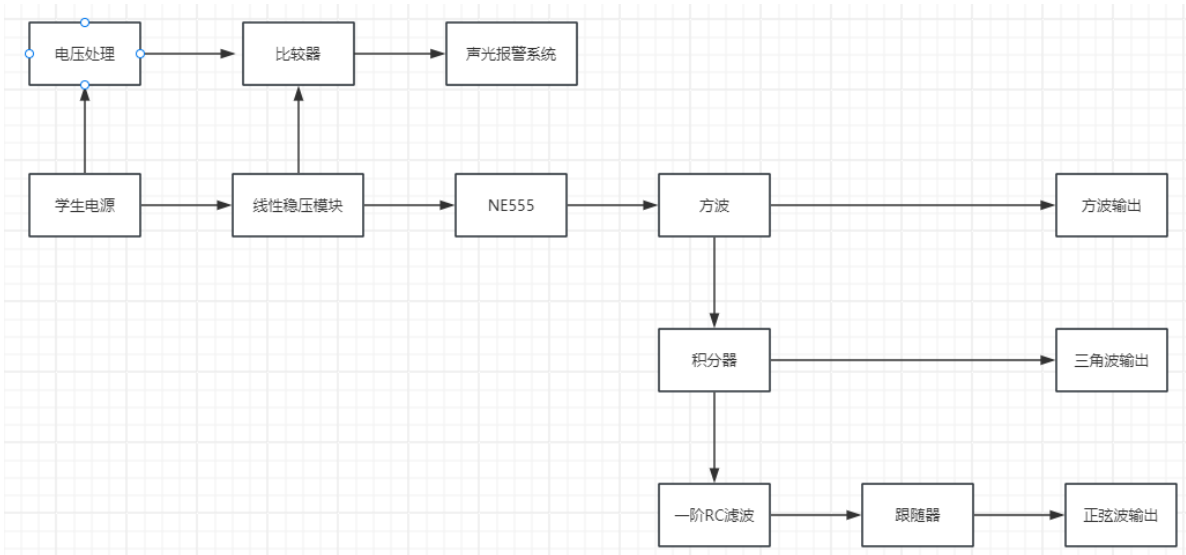 电压处理
比较器
声光报警系统
学生电源
线性稳压模块
NE555
方波
方波输出
积分器
三角波输出
一阶RC滤波
跟随器
正弦波输出